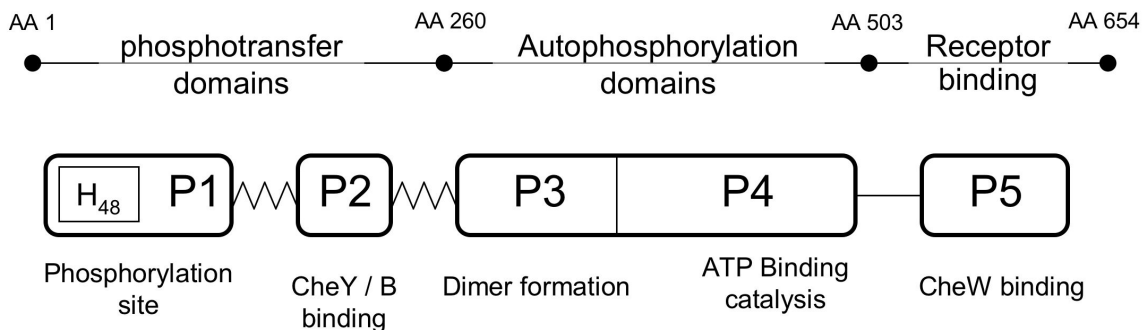 AA 1
AA 260
AA 503
AA 654
phosphotransfer
domains
Autophosphorylation
domains
Receptor
binding
H48
P1
P2
P3
P4
P5
Phosphorylation
site
CheY / B
binding
Dimer formation
ATP Binding
catalysis
CheW binding